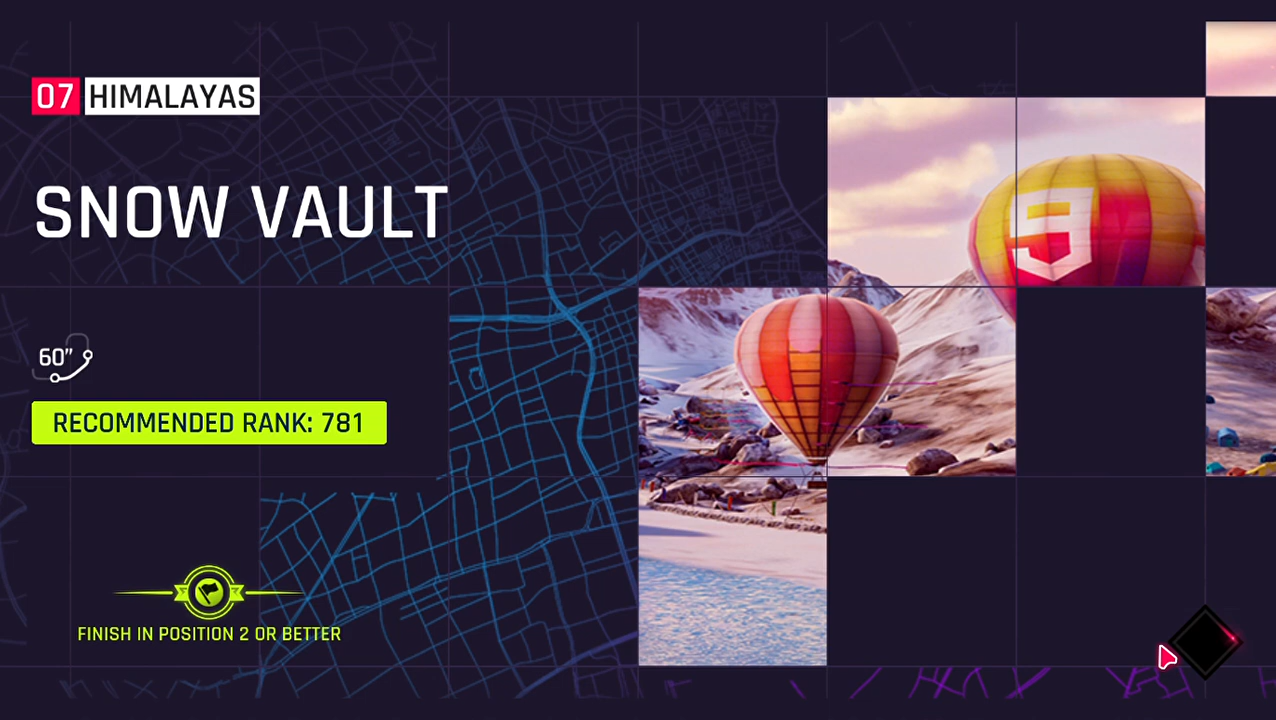 07 HIMALAYAS
SNOW VAULT
60”
RECOMMENDED RANK: 781
FINISH IN POSITION 2 OR BETTER